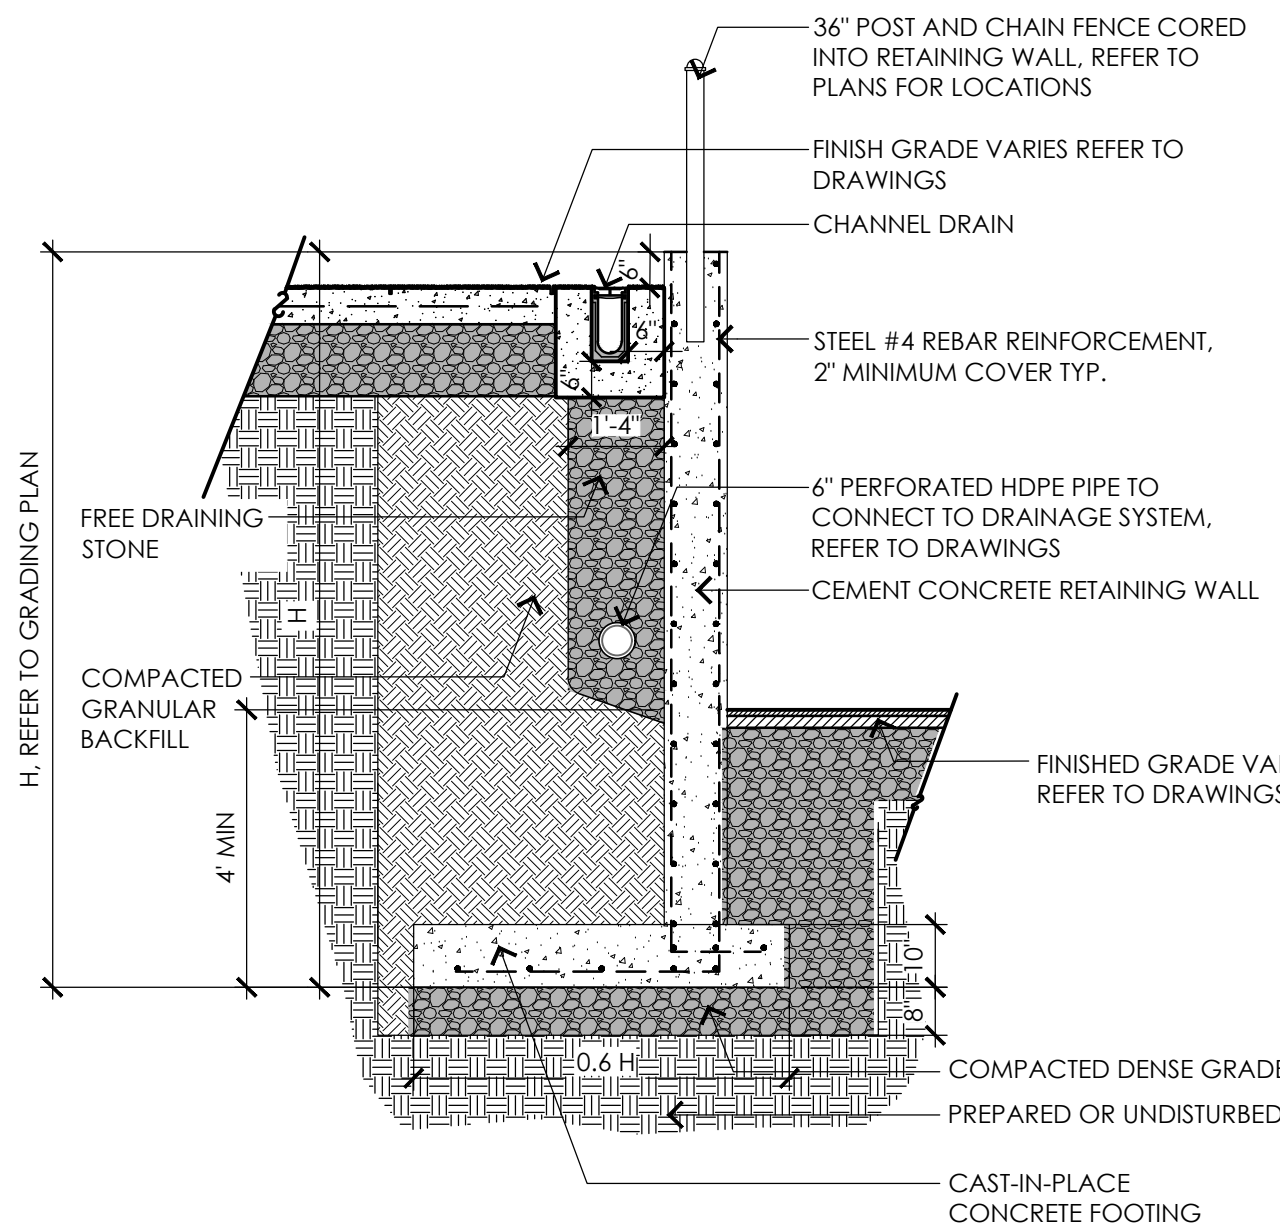 36" POST AND CHAIN FENCE CORED
INTO RETAINING WALL, REFER TO
PLANS FOR LOCATIONS
FINISH GRADE VARIES REFER TO
DRAWINGS
CHANNEL DRAIN
6"
6"
6"
1'-4"
STEEL #4 REBAR REINFORCEMENT,
2" MINIMUM COVER TYP.
6" PERFORATED HDPE PIPE TO
CONNECT TO DRAINAGE SYSTEM,
REFER TO DRAWINGS
CEMENT CONCRETE RETAINING WALL
H, REFER TO GRADING PLAN
FREE DRAINING
STONE
H
COMPACTED
GRANULAR
BACKFILL
4' MIN
FINISHED GRADE
REFER TO DRAWINGS
10"
8"
0.6 H
COMPACTED DENSE GRADE
PREPARED OR UNDISTURBED
CAST-IN-PLACE
CONCRETE FOOTING